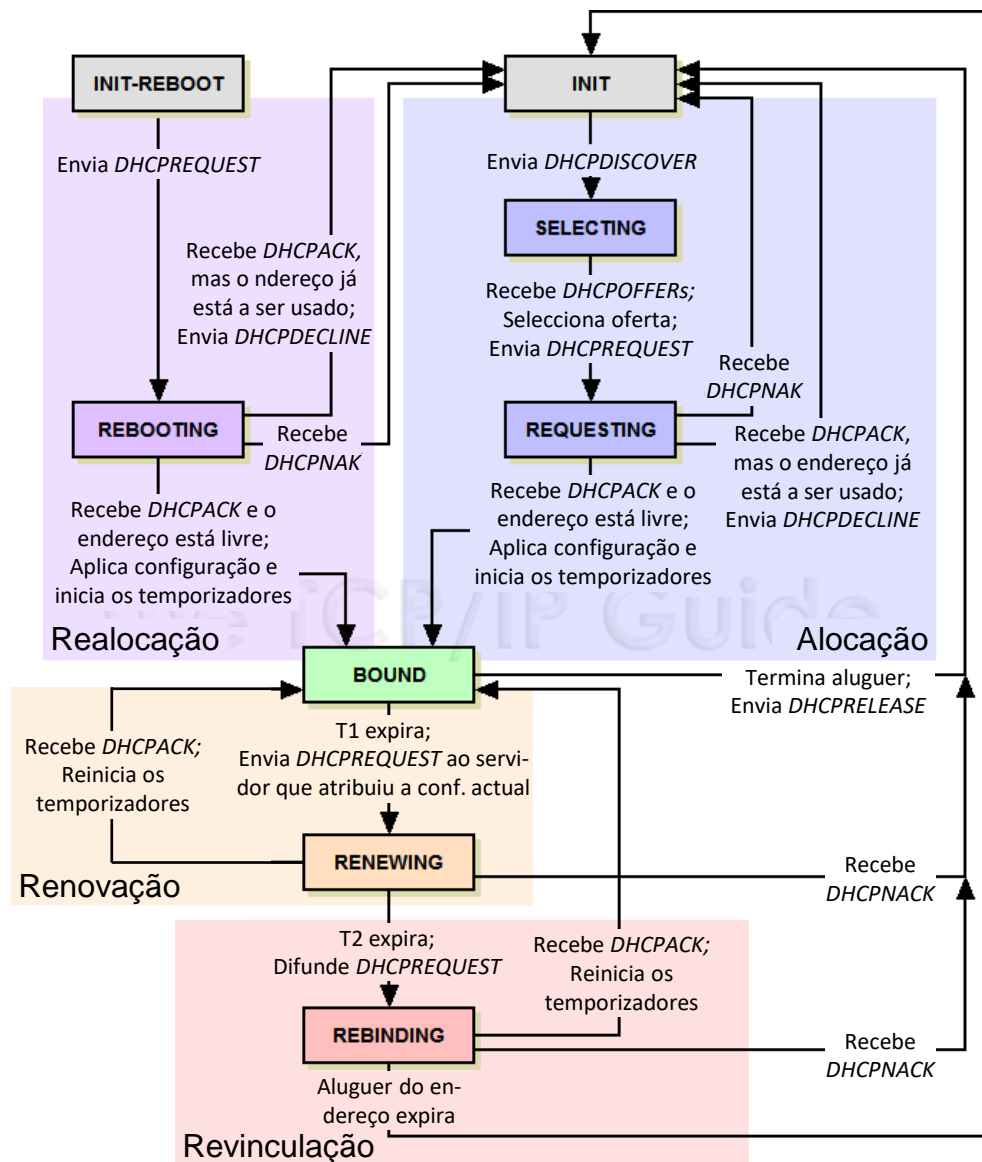 INIT-REBOOT
INIT
Envia DHCPREQUEST
Envia DHCPDISCOVER
SELECTING
Recebe DHCPACK,
mas o ndereço já
está a ser usado;
Envia DHCPDECLINE
Recebe DHCPOFFERs;
Selecciona oferta;
Envia DHCPREQUEST
Recebe
DHCPNAK
REBOOTING
Recebe
DHCPNAK
REQUESTING
Recebe DHCPACK,
mas o endereço já
está a ser usado;
Envia DHCPDECLINE
Recebe DHCPACK e o
endereço está livre;
Aplica configuração e
inicia os temporizadores
Recebe DHCPACK e o
endereço está livre;
Aplica configuração e
inicia os temporizadores
The TCP/IP Guide
Realocação
Alocação
BOUND
Termina aluguer;
Envia DHCPRELEASE
Recebe DHCPACK;
Reinicia os
temporizadores
T1 expira;
Envia DHCPREQUEST ao servi-
dor que atribuiu a conf. actual
RENEWING
Renovação
Recebe
DHCPNACK
T2 expira;
Difunde DHCPREQUEST
Recebe DHCPACK;
Reinicia os
temporizadores
REBINDING
Recebe
DHCPNACK
Aluguer do en-
dereço expira
Revinculação